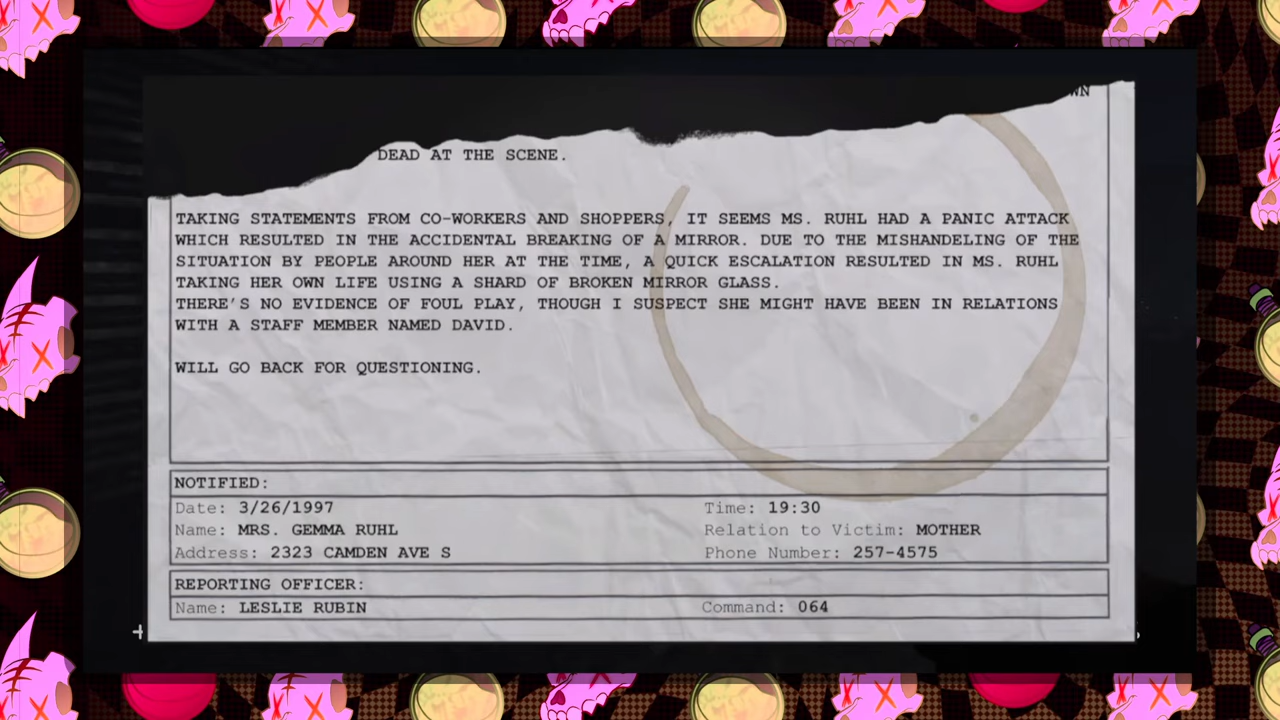 WN
DEAD AT THE SCENE.
TAKING STATEMENTS FROM CO-WORKERS AND SHOPPERS, IT SEEMS MS. RUHL HAD A PANIC ATTACK
WHICH RESULTED IN THE ACCIDENTAL BREAKING OF A MIRROR. DUE TO THE MISHANDELING OF THE
SITUATION BY PEOPLE AROUND HER AT THE TIME, A QUICK ESCALATION RESULTED IN MS. RUHL
TAKING HER OWN LIFE USING A SHARD OF BROKEN MIRROR GLASS.
THERE'S NO EVIDENCE OF FOUL PLAY, THOUGH I SUSPECT SHE MIGHT HAVE BEEN IN RELATIONS
WITH A STAFF MEMBER NAMED DAVID.
WILL GO BACK FOR QUESTIONING.
NOTIFIED:
Date: 3/26/1997 Time: 19:30
Name: MRS. GEMMA RUHL Relation to Victim: MOTHER
Address: 2323 CAMDEN AVE S Phone Number: 257-4575
REPORTING OFFICER:
Name: LESLIE RUBIN Command: 064